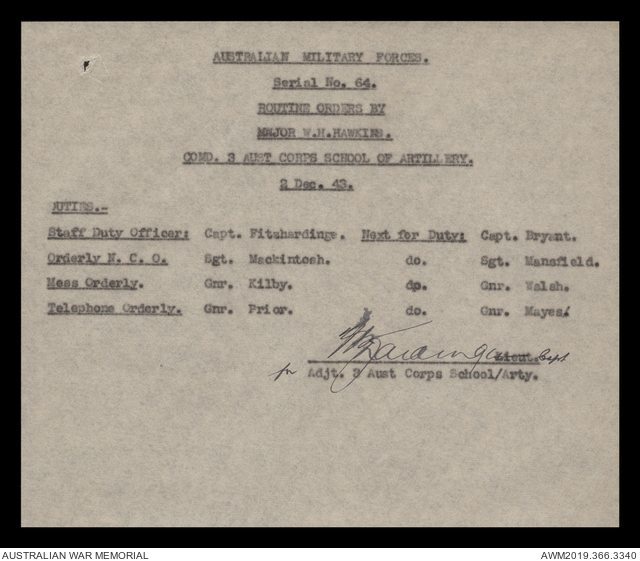 AUSTRALIAN MILITARY FORCES.
Serial No. 64.
ROUTINE ORDERS BY
MAJOR W.H.HAWKINS.
COMD. 3 AUST CORPS SCHOOL OF ARTILLERY.
2 Dec. 43.
DUTIES.-
Staff Duty Officer: Capt. Fitzhardinge. Next for Duty: Capt. Bryant.
Orderly N. C. O. Sgt. Mackintosh. do. Sgt. Mansfield.
Mess Orderly. Gnr. Kilby. do. Gnr. Walsh.
Telephone Orderly. Gnr. Prior. do. Gnr. Mayes.
Lieut. Capt
for Adjt. 3 Aust Corps School/Arty.
AUSTRALIAN WAR MEMORIAL AWM2019.366.3340